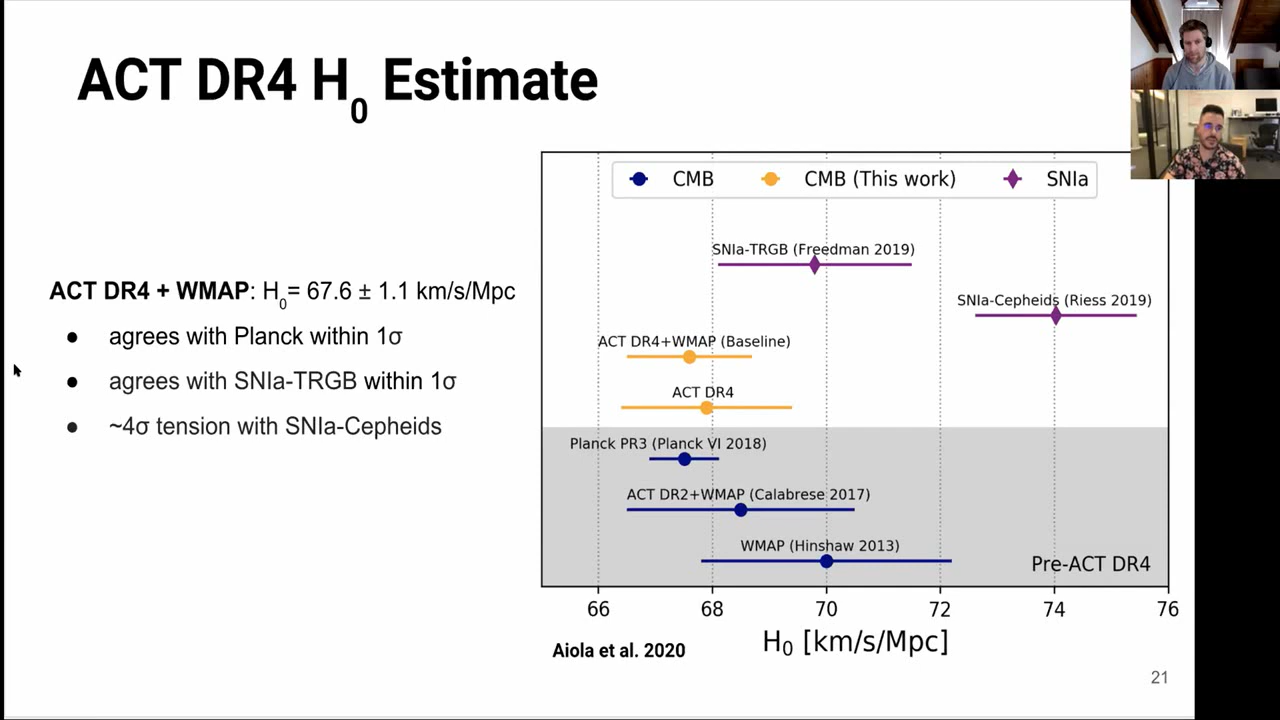 ACT DR4 H0 Estimate
ACT DR4 + WMAP: H0= 67.6 ± 1.1 km/s/Mpc
● agrees with Planck within 1σ
● agrees with SNIa-TRGB within 1σ
● ~4σ tension with SNIa-Cepheids
CMB CMB (This work) SNIa
SNIa-TRGB (Freedman 2019)
SNIa-Cepheids (Riess 2019)
ACT DR4+WMAP (Baseline)
ACT DR4
Planck PR3 (Planck VI 2018)
ACT DR2+WMAP (Calabrese 2017)
WMAP (Hinshaw 2013)
Pre-ACT DR4
66 68 70 72 74 76
H0 [km/s/Mpc]
Aiola et al. 2020
21